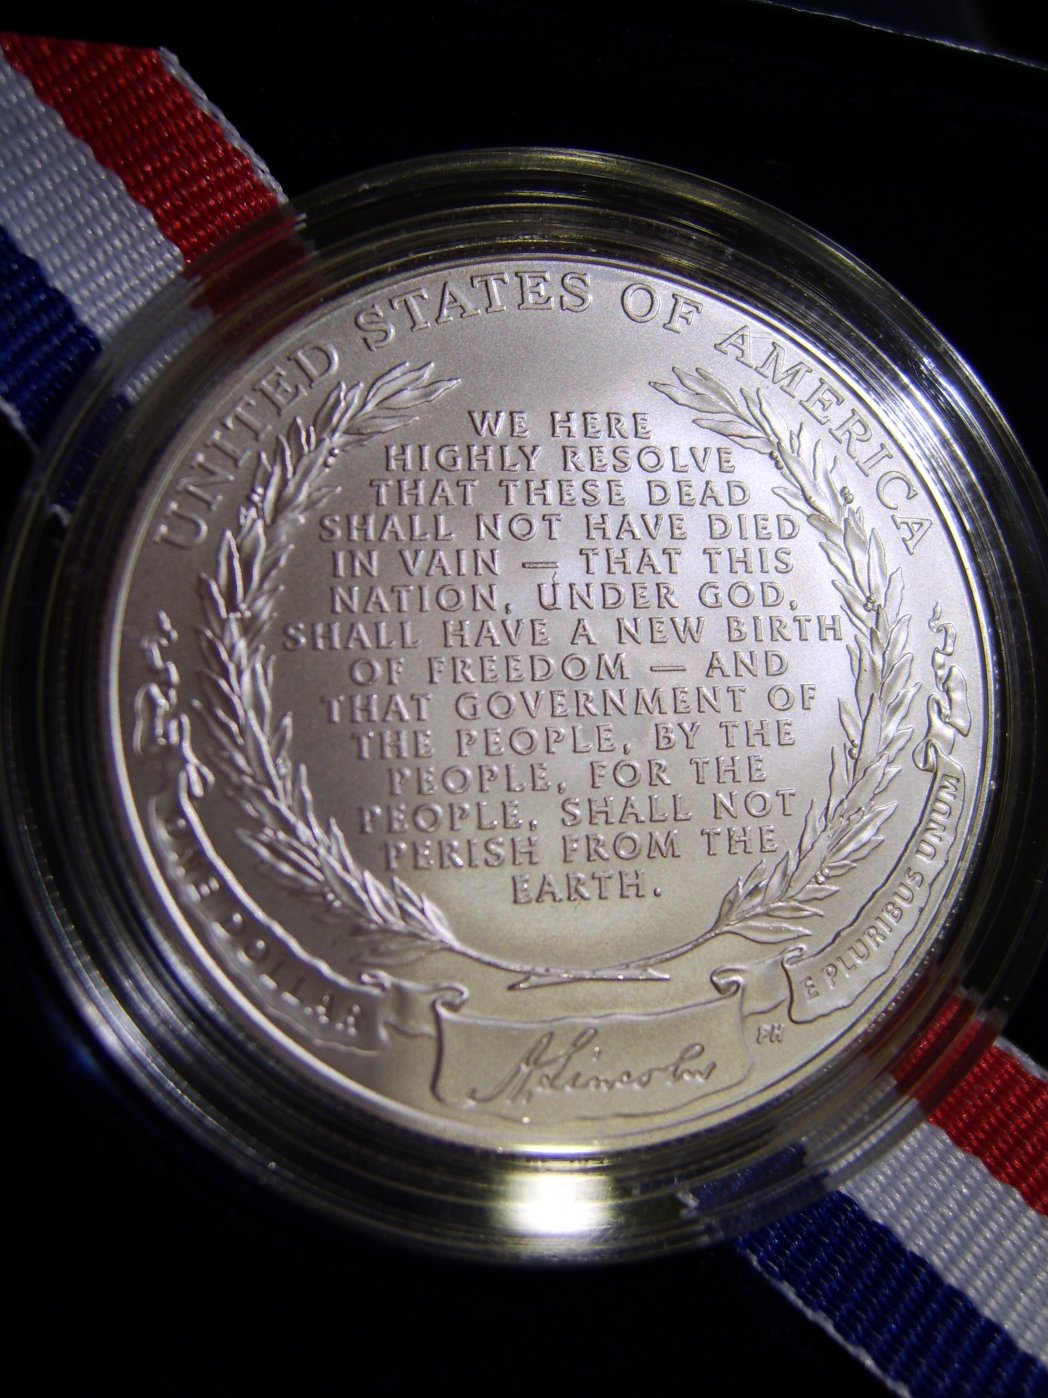 UNITED STATES OF AMERICA
WE HERE
HIGHLY RESOLVE
THAT THESE DEAD
SHALL NOT HAVE DIED
IN VAIN — THAT THIS
NATION, UNDER GOD,
SHALL HAVE A NEW BIRTH
OF FREEDOM — AND
THAT GOVERNMENT OF
THE PEOPLE, BY THE
PEOPLE, FOR THE
PEOPLE, SHALL NOT
PERISH FROM THE
EARTH.
ONE DOLLAR
E PLURIBUS UNUM
A. Lincoln
PH